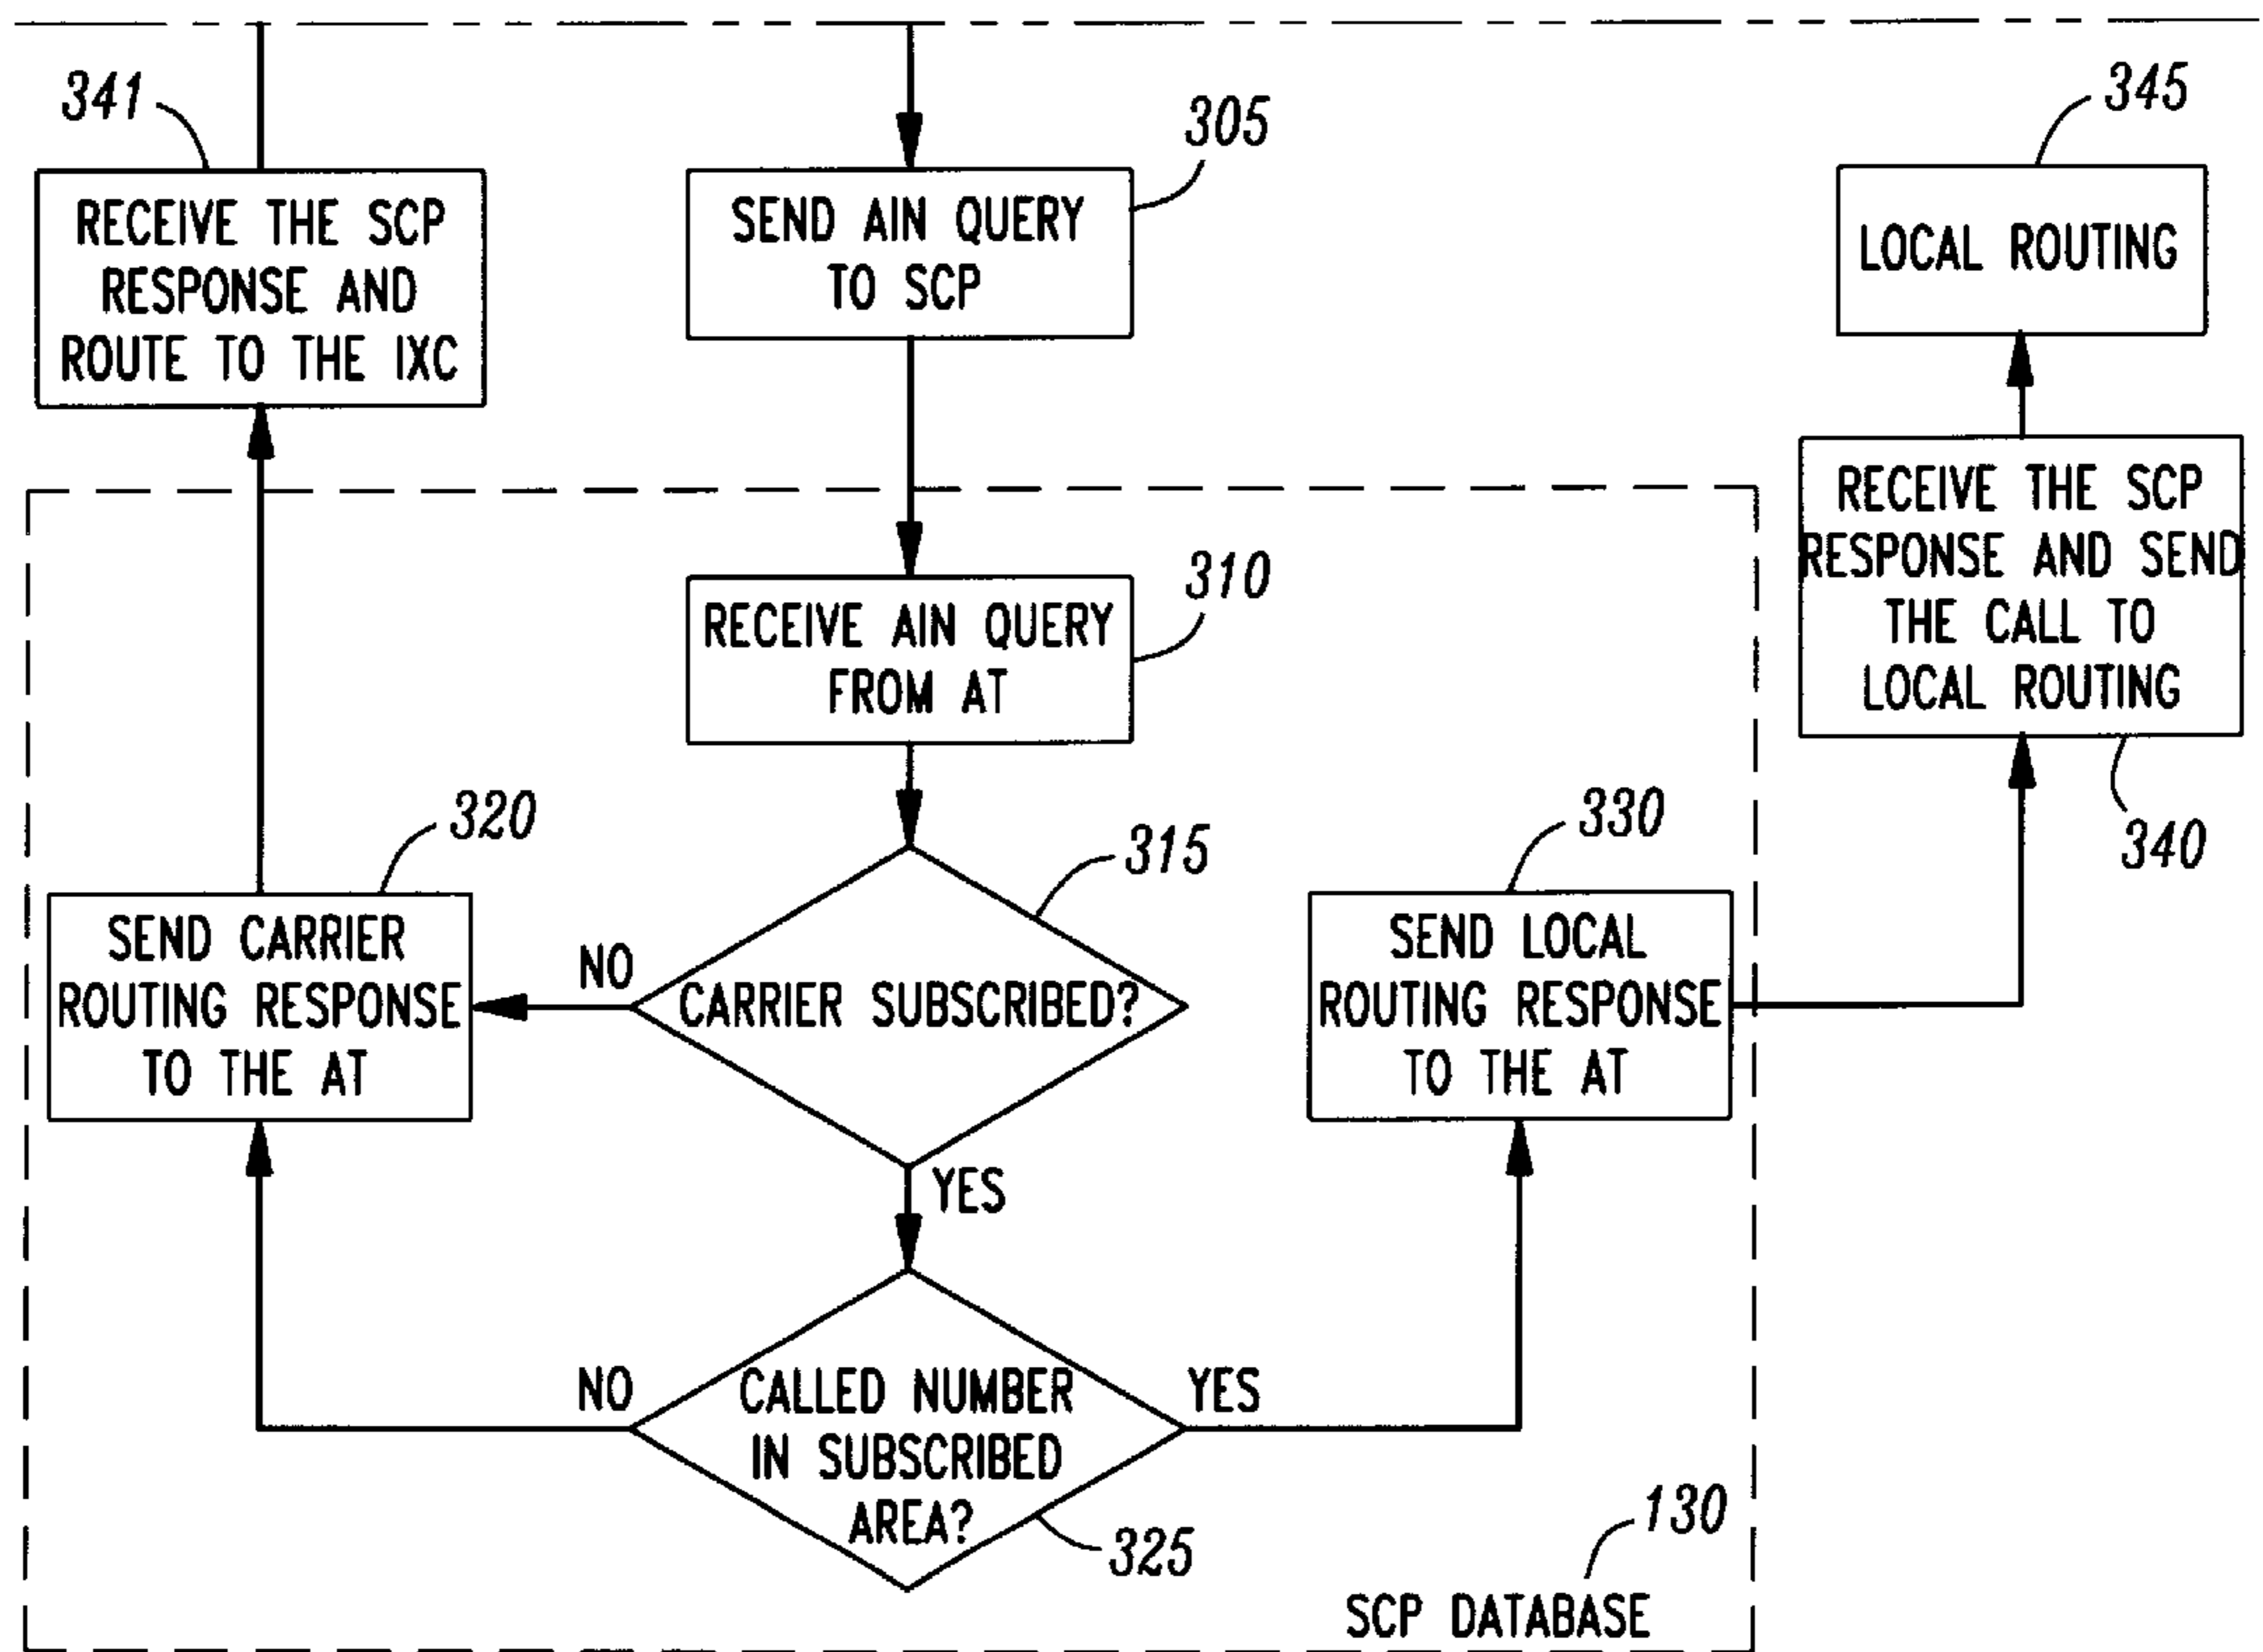 341
RECEIVE THE SCP
RESPONSE AND
ROUTE TO THE IXC
305
SEND AIN QUERY
TO SCP
345
LOCAL ROUTING
310
RECEIVE AIN QUERY
FROM AT
RECEIVE THE SCP
RESPONSE AND SEND
THE CALL TO
LOCAL ROUTING
340
320
SEND CARRIER
ROUTING RESPONSE
TO THE AT
NO
315
CARRIER SUBSCRIBED?
YES
330
SEND LOCAL
ROUTING RESPONSE
TO THE AT
NO
CALLED NUMBER
IN SUBSCRIBED
AREA?
YES
325
130
SCP DATABASE